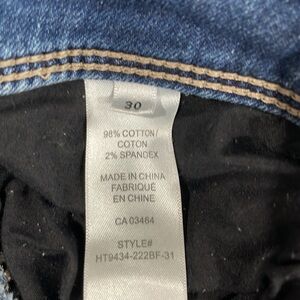 30
98% COTTON/
COTON
2% SPANDEX
MADE IN CHINA
FABRIQUÉ
EN CHINE
CA 03464
STYLE#
HT9434-222BF-31